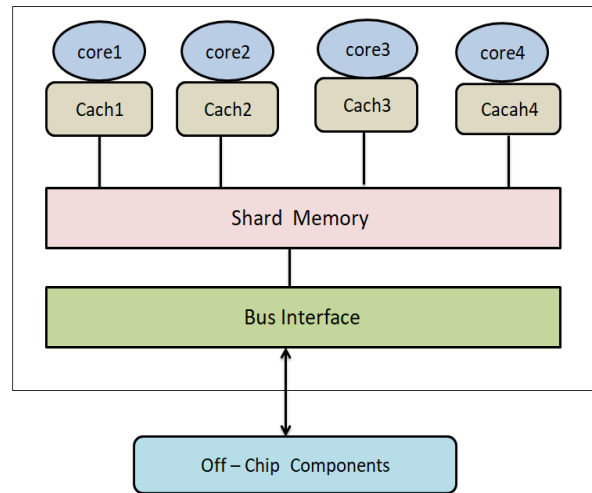 core1
core2
core3
core4
Cach1
Cach2
Cach3
Cacah4
Shard Memory
Bus Interface
Off – Chip Components